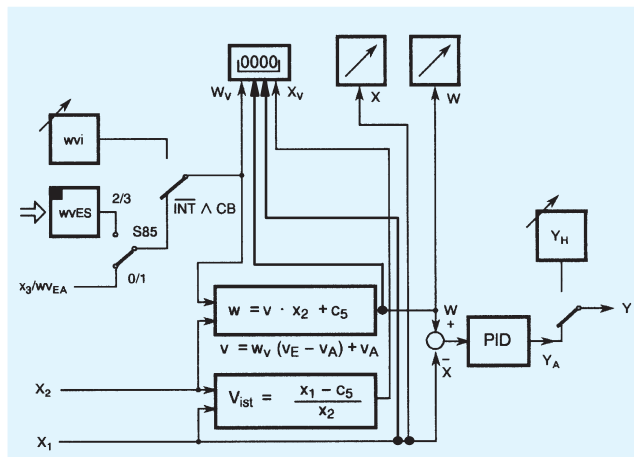 0000
W_V
X_V
X
W
wvi
wvES
2/3
S85
0/1
I̅N̅T̅ ∧ CB
x_3/wv_EA
Y_H
w = v · x_2 + c_5
v = w_v (v_E – v_A) + v_A
W
+
–
X
PID
Y_A
Y
X_2
V_ist = (x_1 – c_5) / x_2
X_1